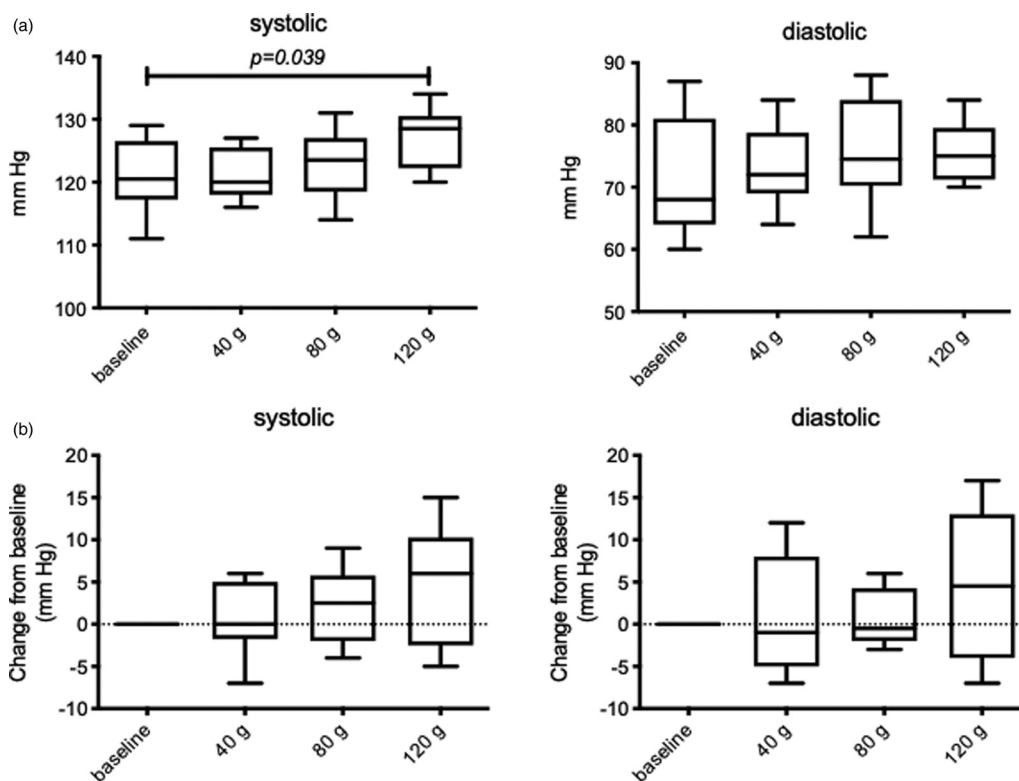 (a)
systolic
p=0.039
140
130
120
110
100
mm Hg
baseline
40 g
80 g
120 g
diastolic
90
80
70
60
50
mm Hg
baseline
40 g
80 g
120 g
(b)
systolic
20
15
10
5
0
-5
-10
Change from baseline
(mm Hg)
baseline
40 g
80 g
120 g
diastolic
20
15
10
5
0
-5
-10
Change from baseline
(mm Hg)
baseline
40 g
80 g
120 g